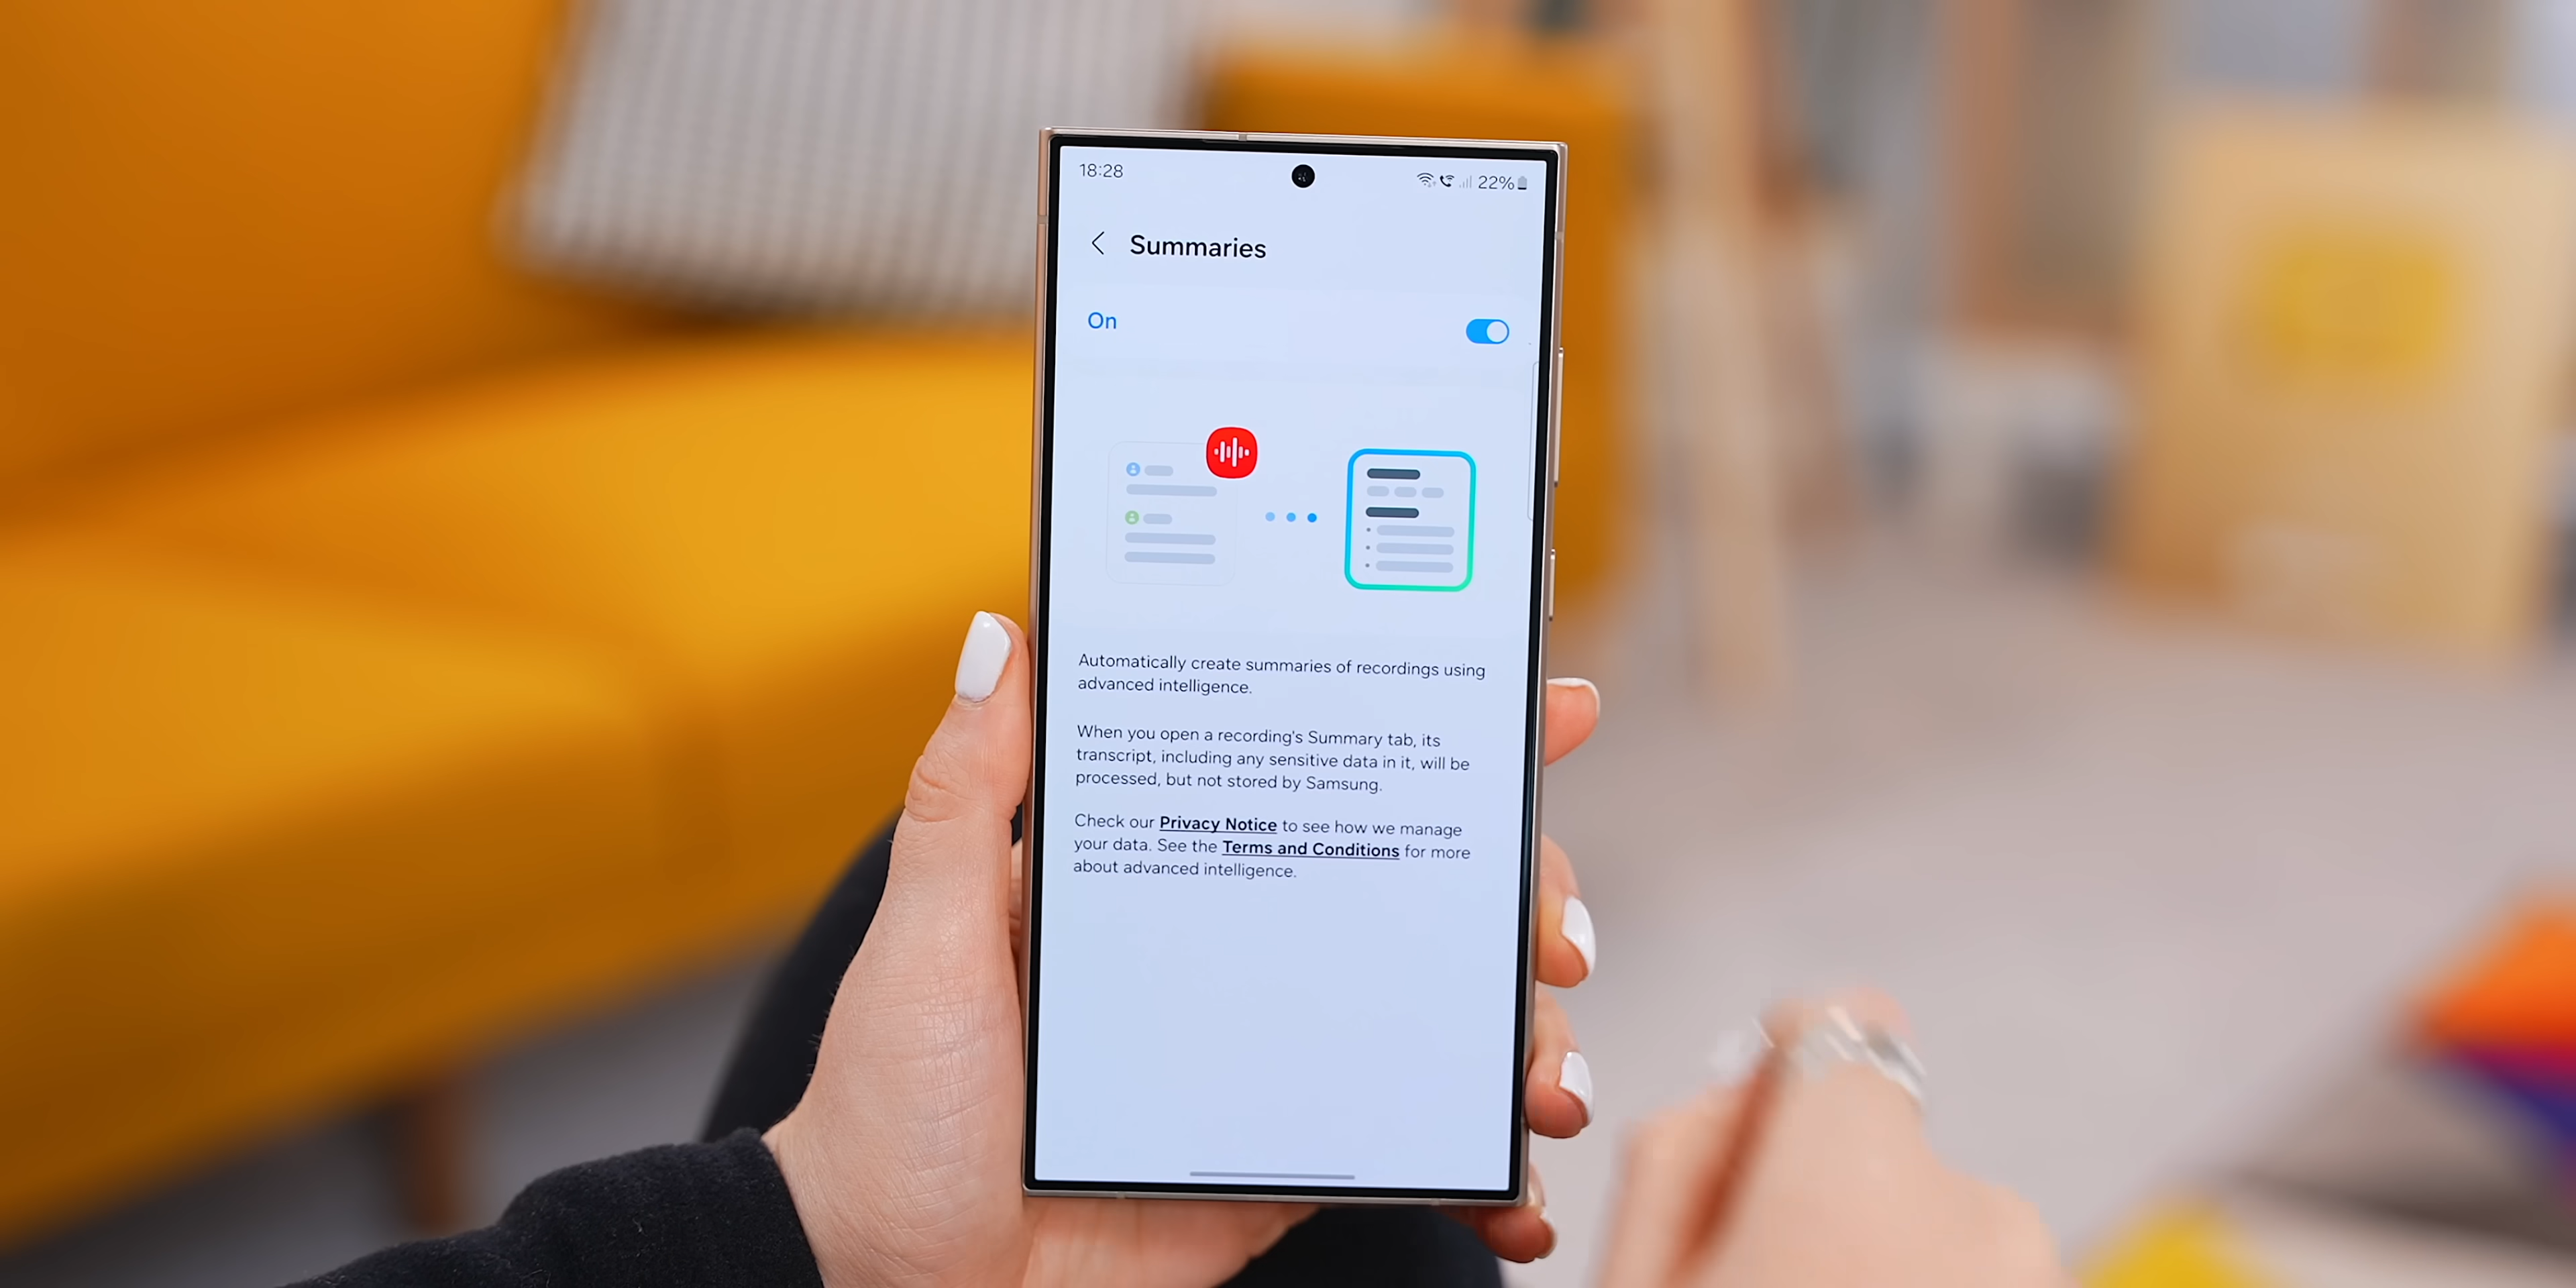 18:28
22%
Summaries
On
Automatically create summaries of recordings using
advanced intelligence.
When you open a recording's Summary tab, its
transcript, including any sensitive data in it, will be
processed, but not stored by Samsung.
Check our Privacy Notice to see how we manage
your data. See the Terms and Conditions for more
about advanced intelligence.